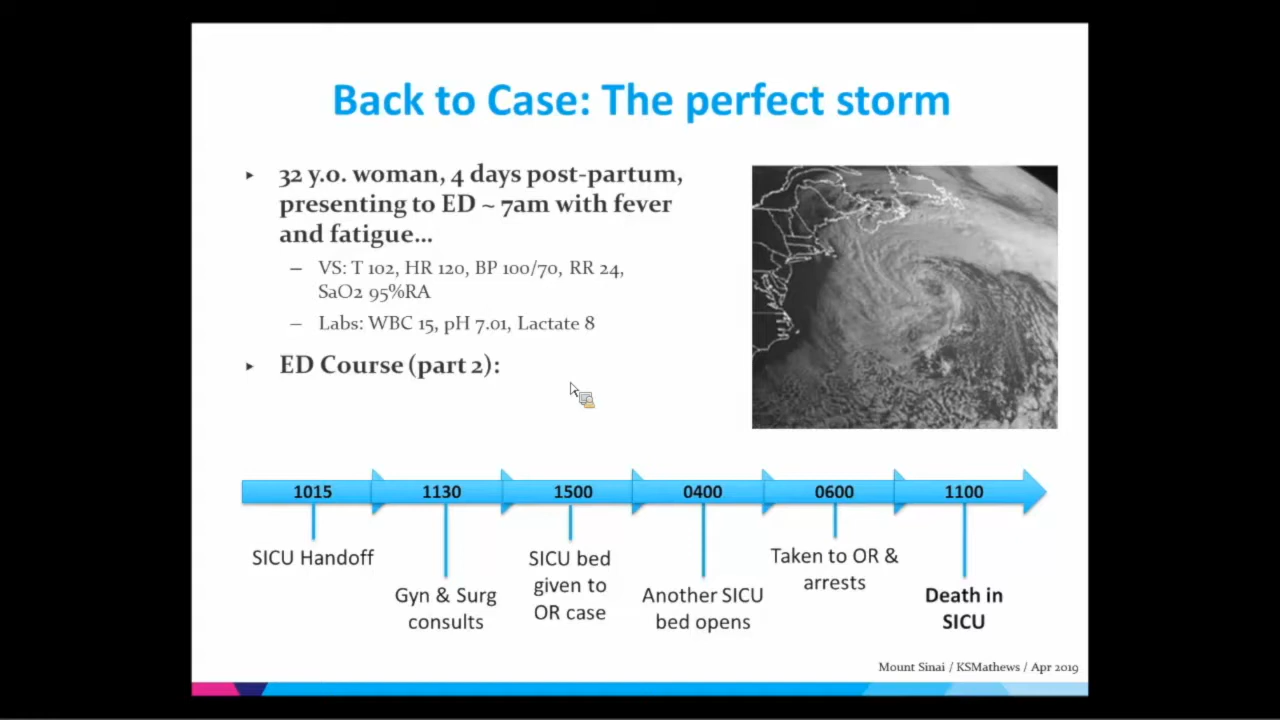 Back to Case: The perfect storm
‣ 32 y.o. woman, 4 days post-partum,
presenting to ED ~ 7am with fever
and fatigue...
– VS: T 102, HR 120, BP 100/70, RR 24,
SaO2 95%RA
– Labs: WBC 15, pH 7.01, Lactate 8
‣ ED Course (part 2):
1015 1130 1500 0400 0600 1100
SICU Handoff
Gyn & Surg
consults
SICU bed
given to
OR case
Another SICU
bed opens
Taken to OR &
arrests
Death in
SICU
Mount Sinai / KSMathews / Apr 2019